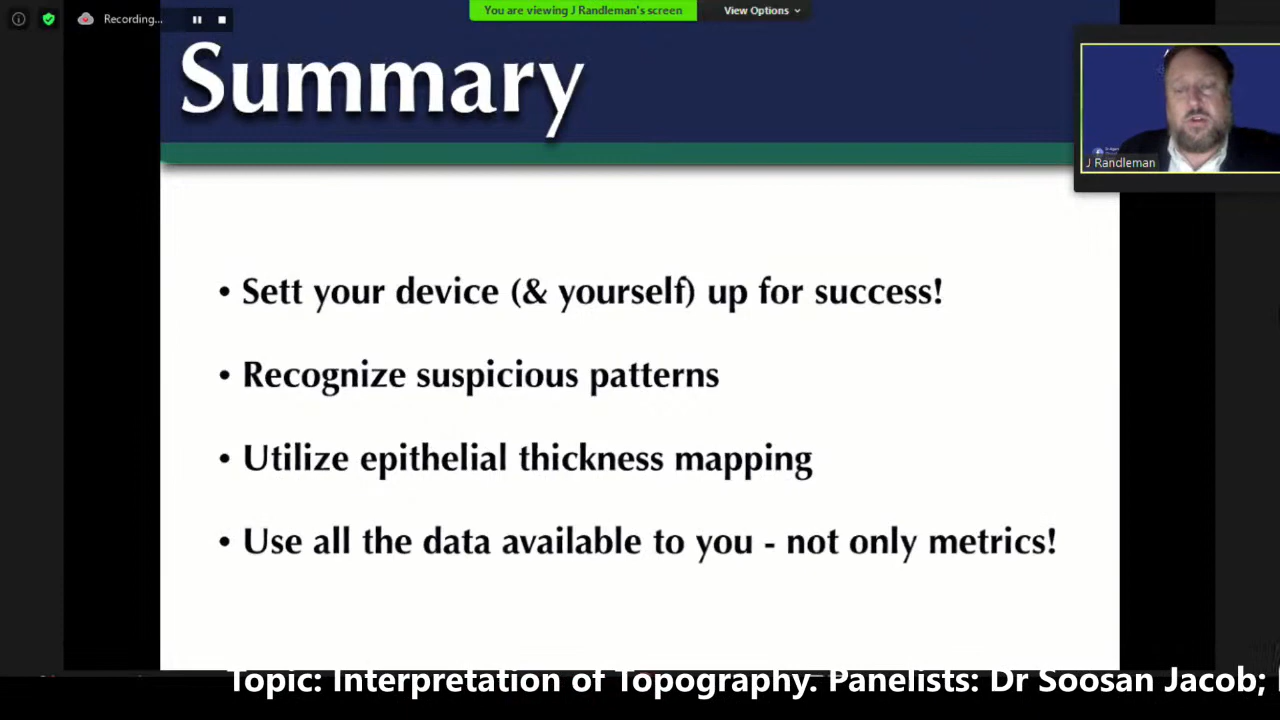 Recording...
You are viewing J Randleman's screen
View Options
Summary
J Randleman
• Sett your device (& yourself) up for success!
• Recognize suspicious patterns
• Utilize epithelial thickness mapping
• Use all the data available to you - not only metrics!
Topic: Interpretation of Topography. Panelists: Dr Soosan Jacob;